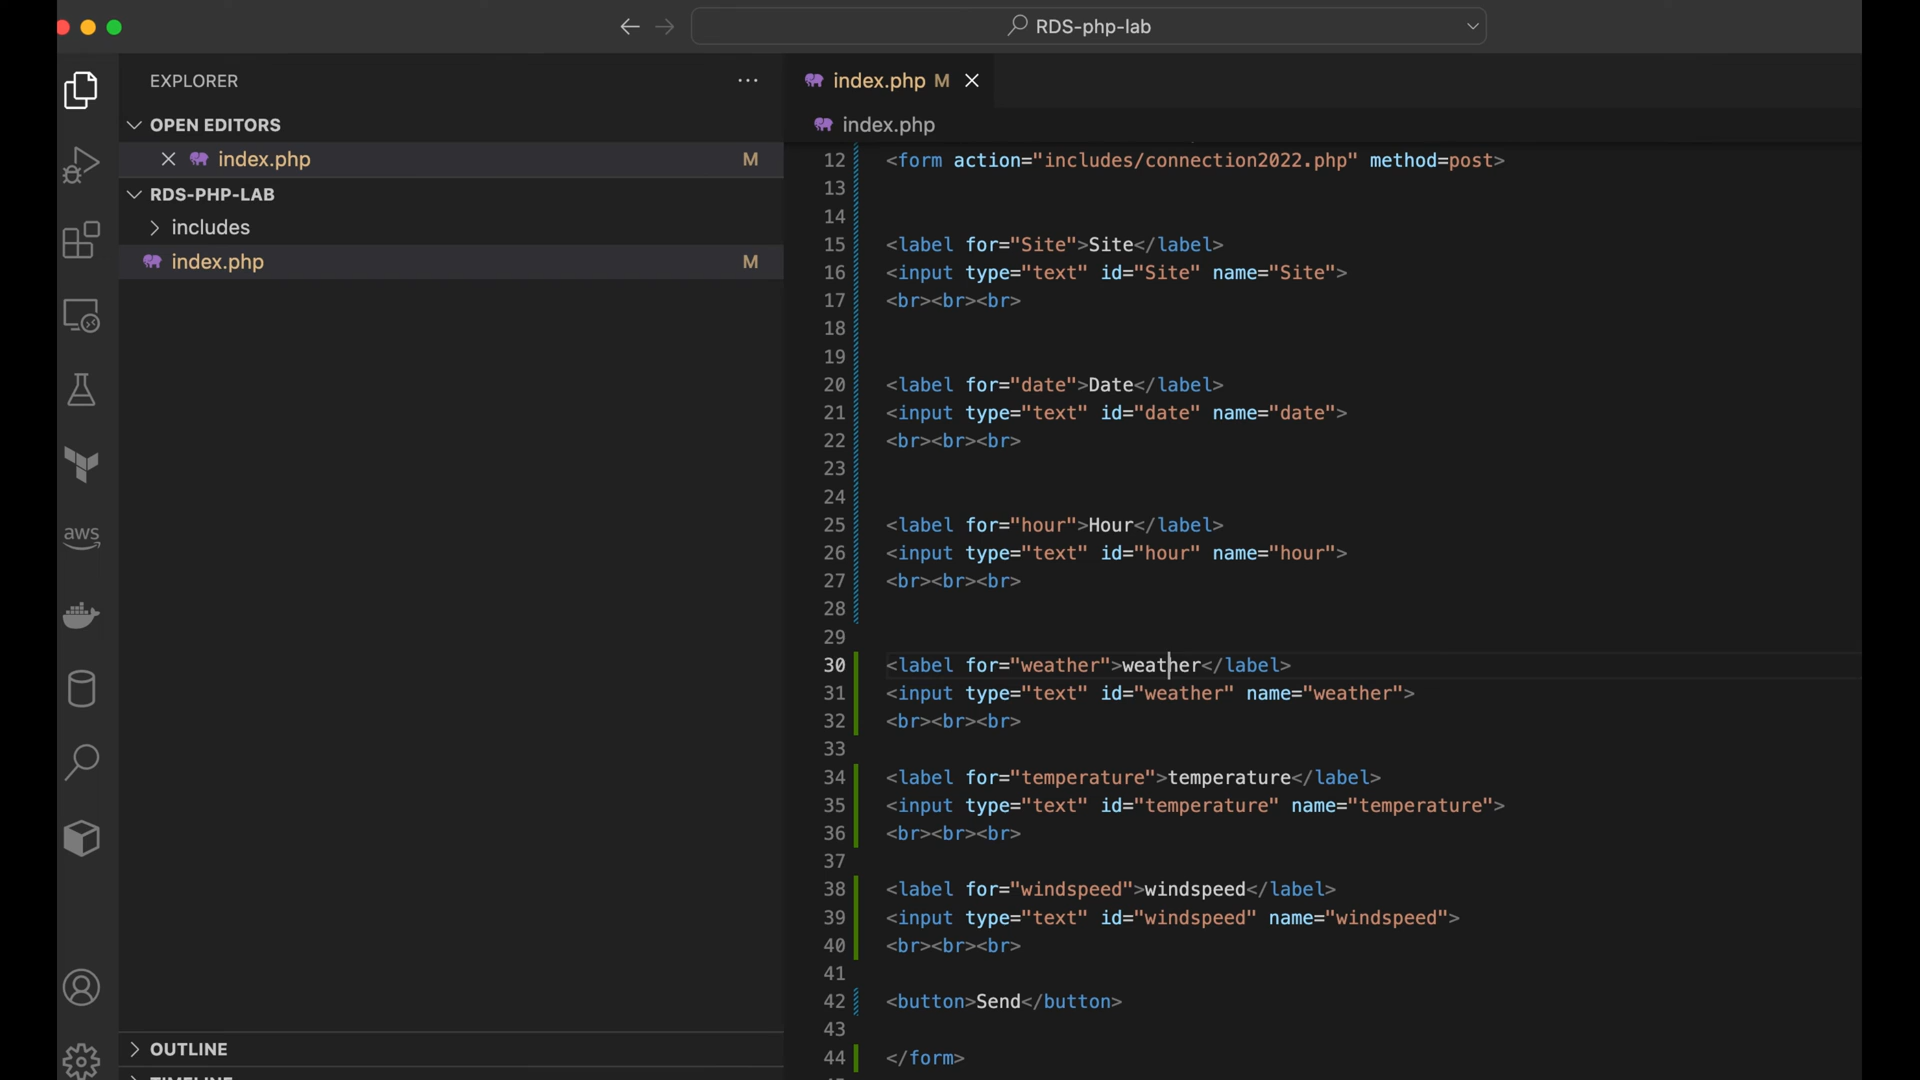 RDS-php-lab
EXPLORER
OPEN EDITORS
index.php M
RDS-PHP-LAB
includes
index.php M
aws
OUTLINE
TIMELINE
index.php M
index.php
12 <form action="includes/connection2022.php" method=post>
13
14
15 <label for="Site">Site</label>
16 <input type="text" id="Site" name="Site">
17 <br><br><br>
18
19
20 <label for="date">Date</label>
21 <input type="text" id="date" name="date">
22 <br><br><br>
23
24
25 <label for="hour">Hour</label>
26 <input type="text" id="hour" name="hour">
27 <br><br><br>
28
29
30 <label for="weather">weather</label>
31 <input type="text" id="weather" name="weather">
32 <br><br><br>
33
34 <label for="temperature">temperature</label>
35 <input type="text" id="temperature" name="temperature">
36 <br><br><br>
37
38 <label for="windspeed">windspeed</label>
39 <input type="text" id="windspeed" name="windspeed">
40 <br><br><br>
41
42 <button>Send</button>
43
44 </form>